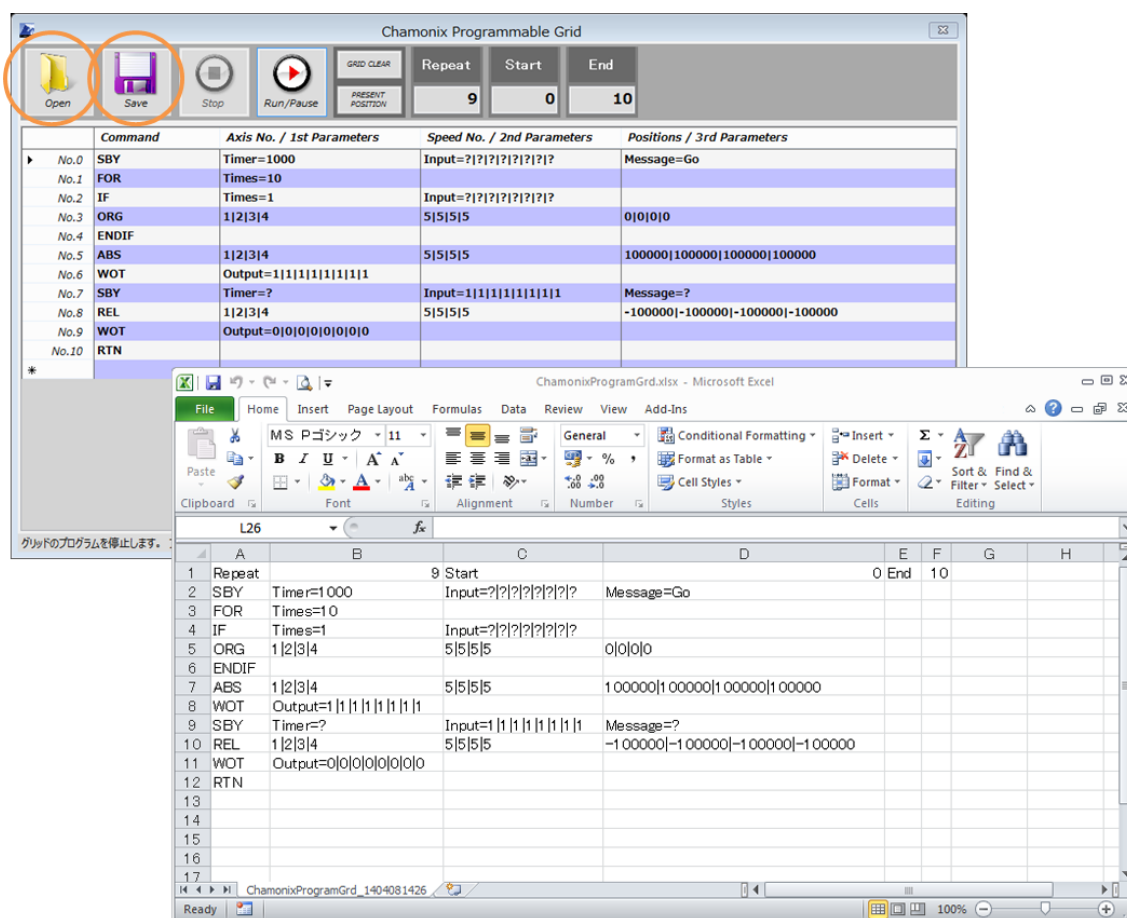 Chamonix Programmable Grid
Open Save Stop Run/Pause
GRID CLEAR
PRESENT POSITION
Repeat Start End
9 0 10
Command Axis No. / 1st Parameters Speed No. / 2nd Parameters Positions / 3rd Parameters
No.0 SBY Timer=1000 Input=?|?|?|?|?|?|?|? Message=Go
No.1 FOR Times=10
No.2 IF Times=1 Input=?|?|?|?|?|?|?|?
No.3 ORG 1|2|3|4 5|5|5|5 0|0|0|0
No.4 ENDIF
No.5 ABS 1|2|3|4 5|5|5|5 100000|100000|100000|100000
No.6 WOT Output=1|1|1|1|1|1|1|1
No.7 SBY Timer=? Input=1|1|1|1|1|1|1|1 Message=?
No.8 REL 1|2|3|4 5|5|5|5 -100000|-100000|-100000|-100000
No.9 WOT Output=0|0|0|0|0|0|0|0
No.10 RTN
グリッドのプログラムを停止します。
ChamonixProgramGrd.xlsx - Microsoft Excel
File Home Insert Page Layout Formulas Data Review View Add-Ins
Paste
MS Pゴシック 11
B I U
General
Conditional Formatting
Format as Table
Cell Styles
Insert
Delete
Format
Sort & Filter
Find & Select
Clipboard Font Alignment Number Styles Cells Editing
L26 fx
A B C D E F G H
1 Repeat 9 Start 0 End 10
2 SBY Timer=1000 Input=?|?|?|?|?|?|?|? Message=Go
3 FOR Times=10
4 IF Times=1 Input=?|?|?|?|?|?|?|?
5 ORG 1|2|3|4 5|5|5|5 0|0|0|0
6 ENDIF
7 ABS 1|2|3|4 5|5|5|5 100000|100000|100000|100000
8 WOT Output=1|1|1|1|1|1|1|1
9 SBY Timer=? Input=1|1|1|1|1|1|1|1 Message=?
10 REL 1|2|3|4 5|5|5|5 -100000|-100000|-100000|-100000
11 WOT Output=0|0|0|0|0|0|0|0
12 RTN
13
14
15
16
17
ChamonixProgramGrd_1404081426
Ready 100%